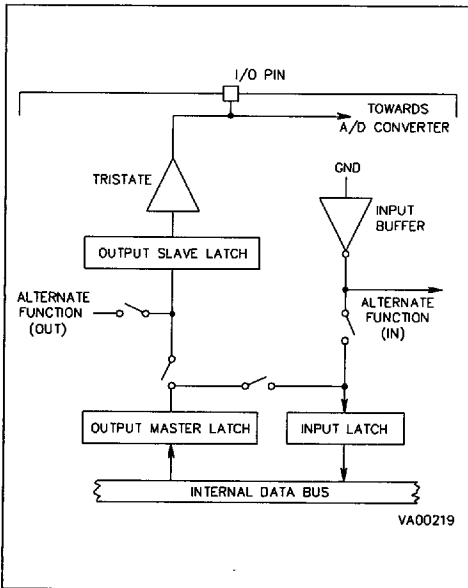 I/O PIN
TOWARDS
A/D CONVERTER
TRISTATE
GND
INPUT
BUFFER
OUTPUT SLAVE LATCH
ALTERNATE
FUNCTION
(OUT)
ALTERNATE
FUNCTION
(IN)
OUTPUT MASTER LATCH
INPUT LATCH
INTERNAL DATA BUS
VA00219